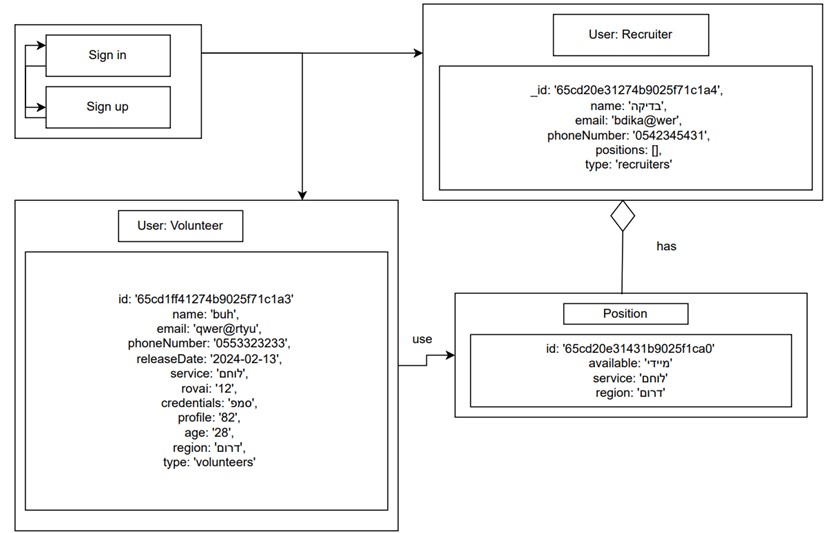 Sign in
Sign up
User: Recruiter
_id: '65cd20e31274b9025f71c1a4',
name: 'בדיקה',
email: 'bdika@wer',
phoneNumber: '0542345431',
positions: [],
type: 'recruiters'
has
User: Volunteer
id: '65cd1ff41274b9025f71c1a3'
name: 'buh',
email: 'qwer@rtyu',
phoneNumber: '0553323233',
releaseDate: '2024-02-13',
service: 'לוחם',
rovai: '12',
credentials: 'סמפ',
profile: '82',
age: '28',
region: 'דרום',
type: 'volunteers'
use
Position
id: '65cd20e31431b9025f1ca0'
available: 'מיידי'
service: 'לוחם'
region: 'דרום'